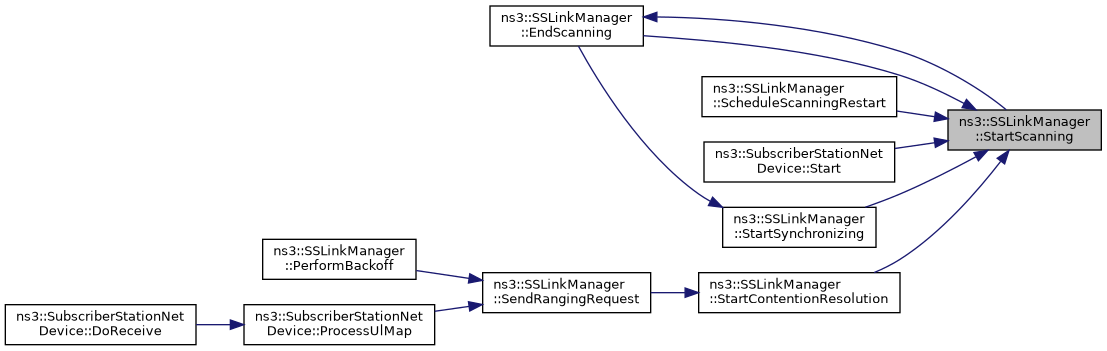 ns3::SSLinkManager
::EndScanning
ns3::SSLinkManager
::ScheduleScanningRestart
ns3::SSLinkManager
::StartScanning
ns3::SubscriberStationNet
Device::Start
ns3::SSLinkManager
::StartSynchronizing
ns3::SSLinkManager
::PerformBackoff
ns3::SSLinkManager
::SendRangingRequest
ns3::SSLinkManager
::StartContentionResolution
ns3::SubscriberStationNet
Device::DoReceive
ns3::SubscriberStationNet
Device::ProcessUlMap